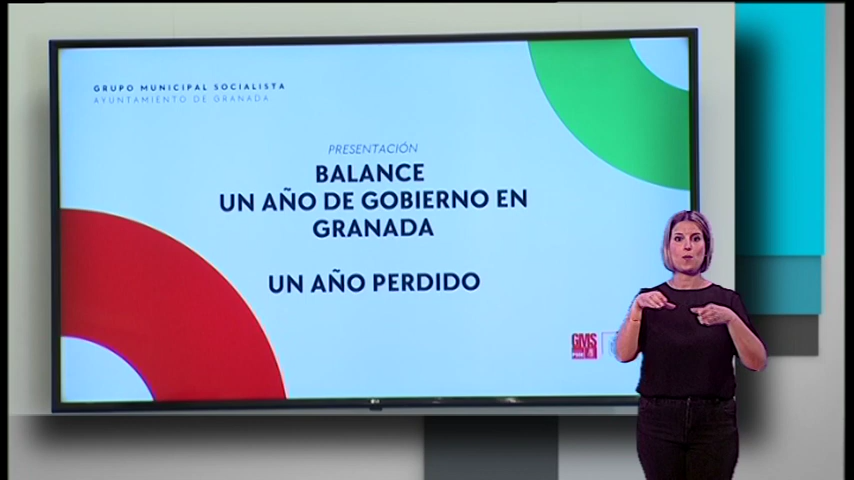 GRUPO MUNICIPAL SOCIALISTA
AYUNTAMIENTO DE GRANADA
PRESENTACIÓN
BALANCE
UN AÑO DE GOBIERNO EN
GRANADA
UN AÑO PERDIDO
GMS